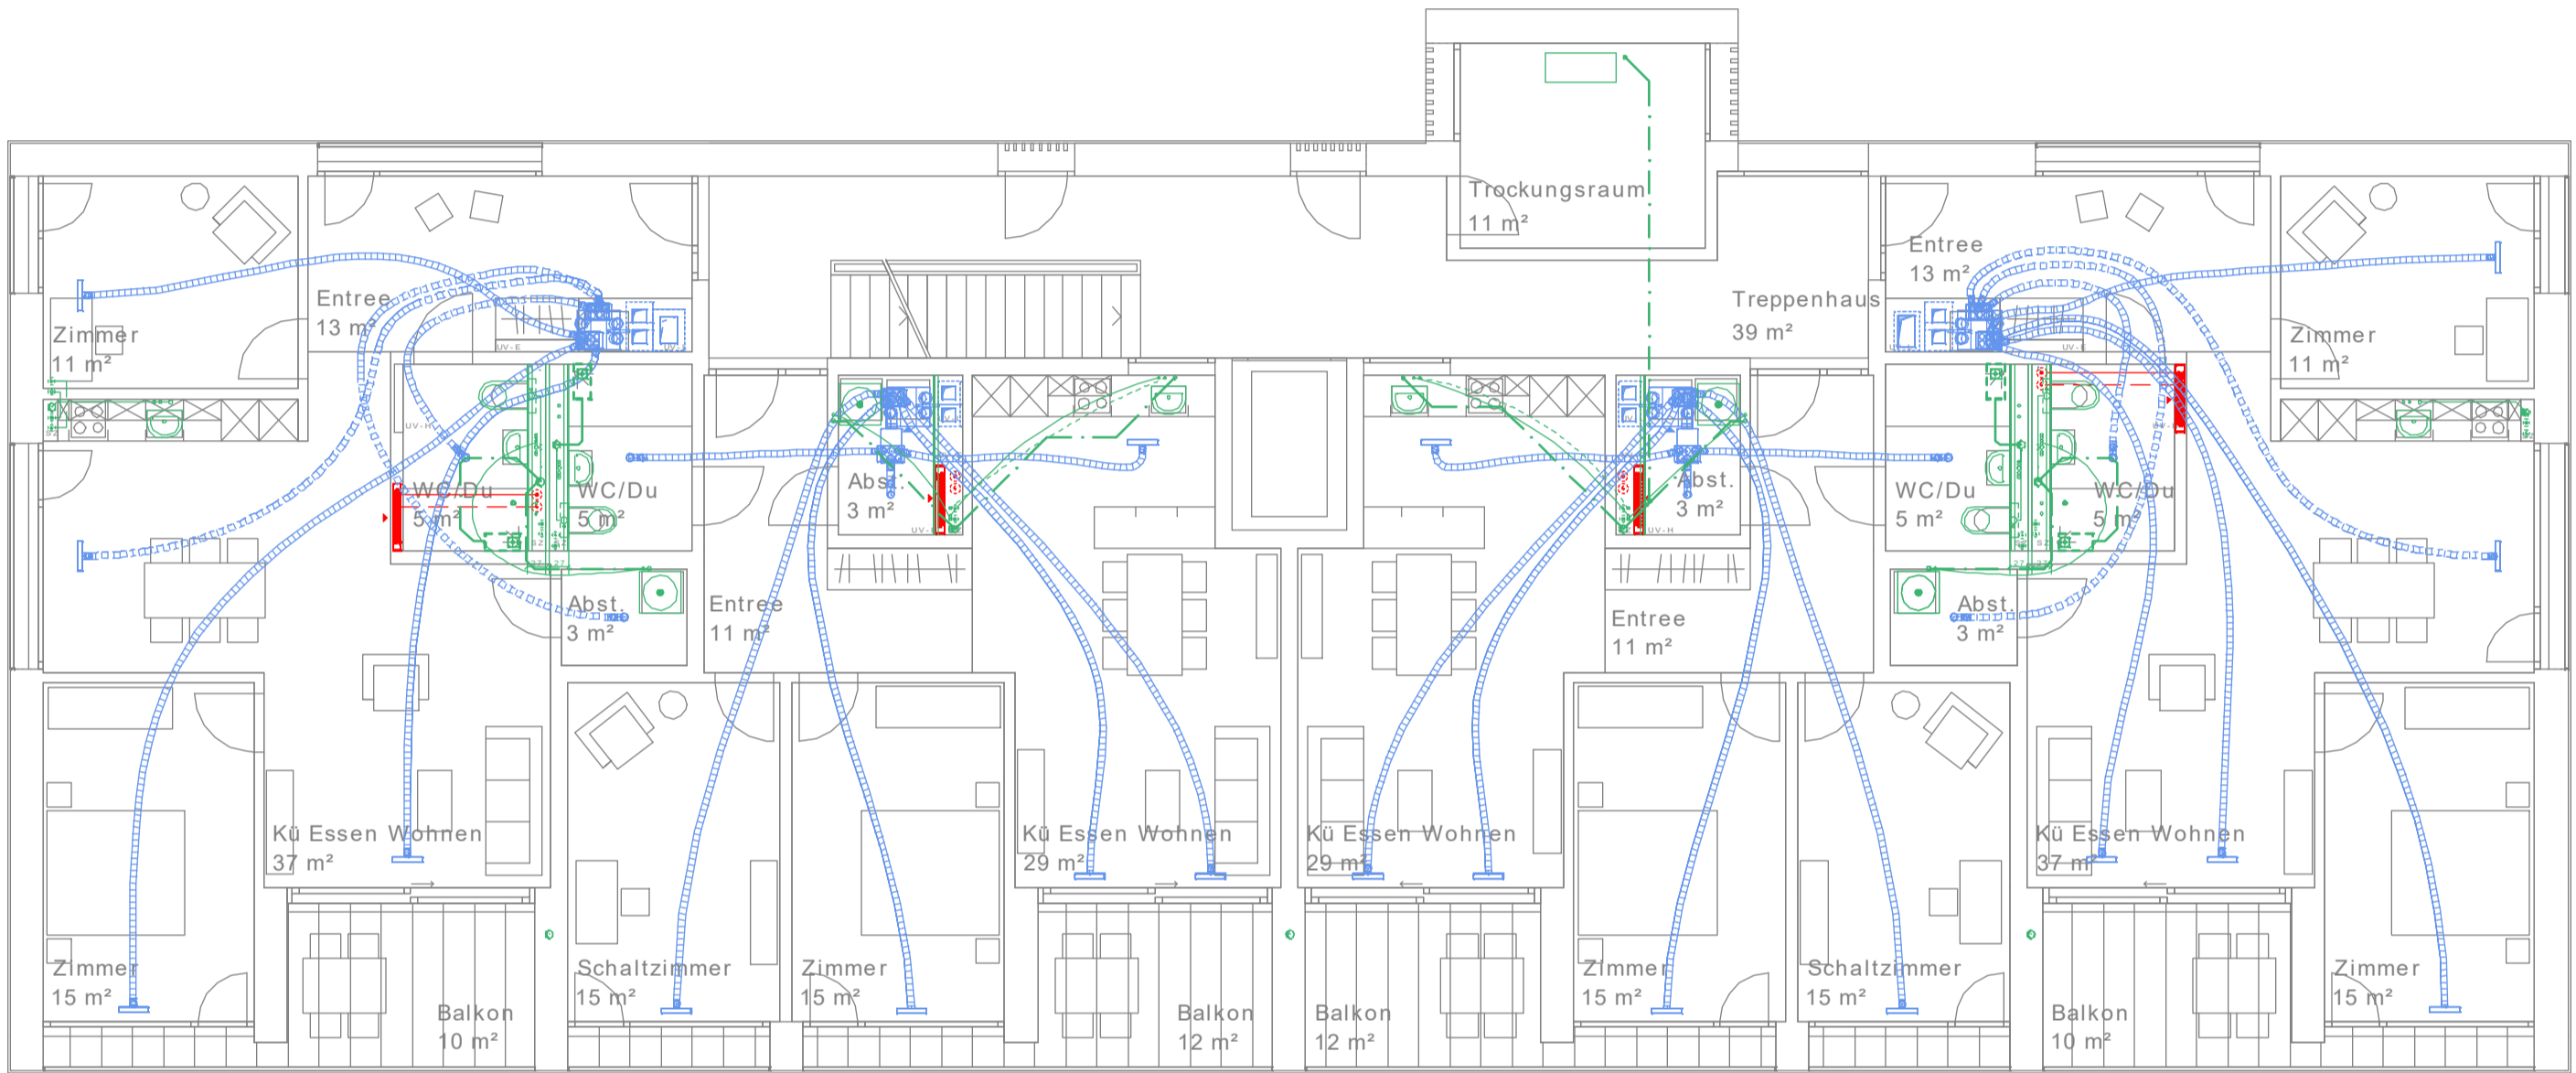 Trockungsraum
11 m²
Entree
13 m²
Entree
13 m²
Treppenhaus
39 m²
Zimmer
11 m²
Zimmer
11 m²
UV-E
UV-E
UV-H
WC/Du
5 m²
WC/Du
5 m²
Abst.
3 m²
UV-H
Abst.
3 m²
WC/Du
5 m²
WC/Du
5 m²
Abst.
3 m²
Entree
11 m²
Entree
11 m²
Abst.
3 m²
Kü Essen Wohnen
37 m²
Kü Essen Wohnen
29 m²
Kü Essen Wohnen
29 m²
Kü Essen Wohnen
37 m²
Zimmer
15 m²
Schaltzimmer
15 m²
Zimmer
15 m²
Zimmer
15 m²
Schaltzimmer
15 m²
Zimmer
15 m²
Balkon
10 m²
Balkon
12 m²
Balkon
12 m²
Balkon
10 m²